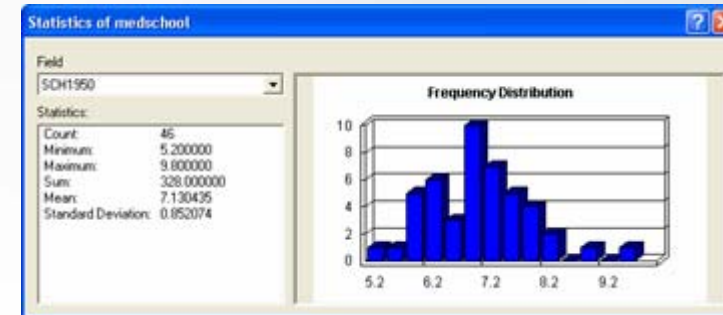 Statistics of medschool
Field
SCH1950
Statistics:
Count: 46
Minimum: 5.200000
Maximum: 9.800000
Sum: 328.000000
Mean: 7.130435
Standard Deviation: 0.852074
Frequency Distribution
10
8
6
4
2
0
5.2 6.2 7.2 8.2 9.2